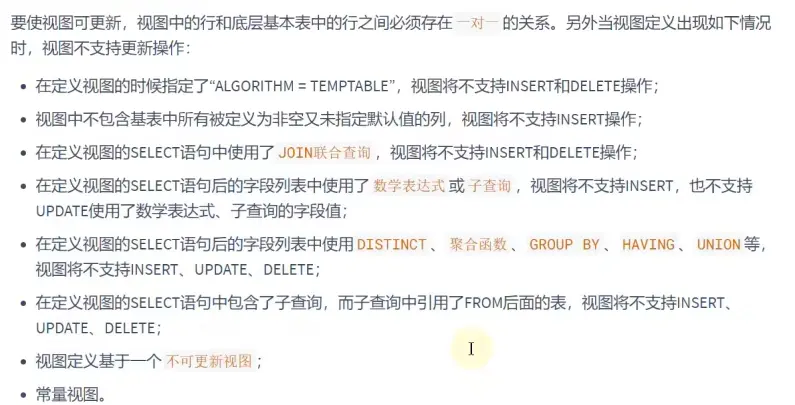 要使视图可更新，视图中的行和底层基本表中的行之间必须存在 一对一 的关系。另外当视图定义出现如下情况
时，视图不支持更新操作：
• 在定义视图的时候指定了“ALGORITHM = TEMPTABLE”，视图将不支持INSERT和DELETE操作；
• 视图中不包含基表中所有被定义为非空又未指定默认值的列，视图将不支持INSERT操作；
• 在定义视图的SELECT语句中使用了 JOIN联合查询 ，视图将不支持INSERT和DELETE操作；
• 在定义视图的SELECT语句后的字段列表中使用了 数学表达式 或 子查询 ，视图将不支持INSERT，也不支持
UPDATE使用了数学表达式、子查询的字段值；
• 在定义视图的SELECT语句后的字段列表中使用 DISTINCT 、 聚合函数 、 GROUP BY 、 HAVING 、 UNION 等，
视图将不支持INSERT、UPDATE、DELETE；
• 在定义视图的SELECT语句中包含了子查询，而子查询中引用了FROM后面的表，视图将不支持INSERT、
UPDATE、DELETE；
• 视图定义基于一个 不可更新视图 ；
• 常量视图。